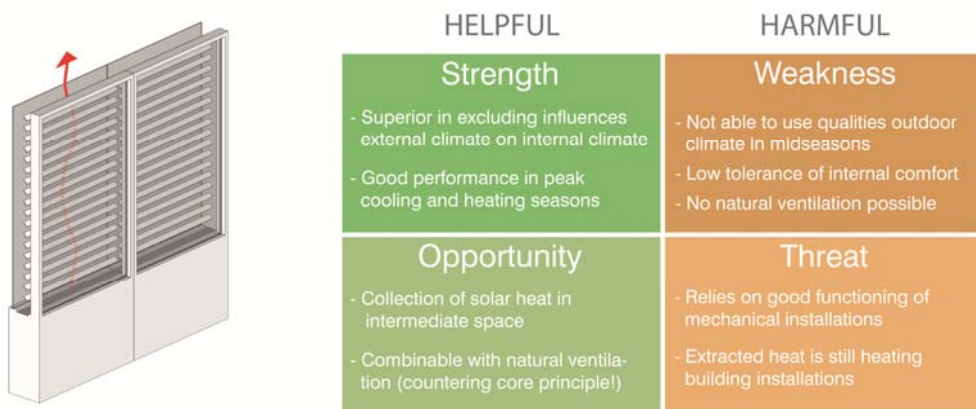 HELPFUL
HARMFUL
Strength
- Superior in excluding influences
external climate on internal climate
- Good performance in peak
cooling and heating seasons
Weakness
- Not able to use qualities outdoor
climate in midseasons
- Low tolerance of internal comfort
- No natural ventilation possible
Opportunity
- Collection of solar heat in
intermediate space
- Combinable with natural ventila-
tion (countering core principle!)
Threat
- Relies on good functioning of
mechanical installations
- Extracted heat is still heating
building installations